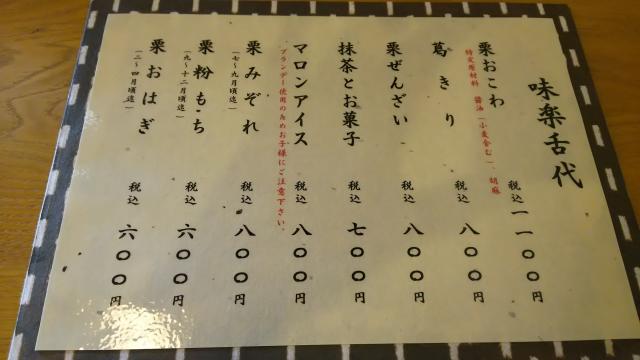 味楽舌代
栗おこわ 税込 一一〇〇円
特定原材料 醤油(小麦含む)、胡麻
葛きり 税込 八〇〇円
栗ぜんざい 税込 八〇〇円
抹茶とお菓子 税込 七〇〇円
マロンアイス 税込 八〇〇円
ブランデー使用の為めお子様にご注意下さい。
栗みぞれ 税込 八〇〇円
(七~九月頃迄)
栗粉もち 税込 六〇〇円
(九~十二月頃迄)
栗おはぎ 税込 六〇〇円
(二~四月頃迄)